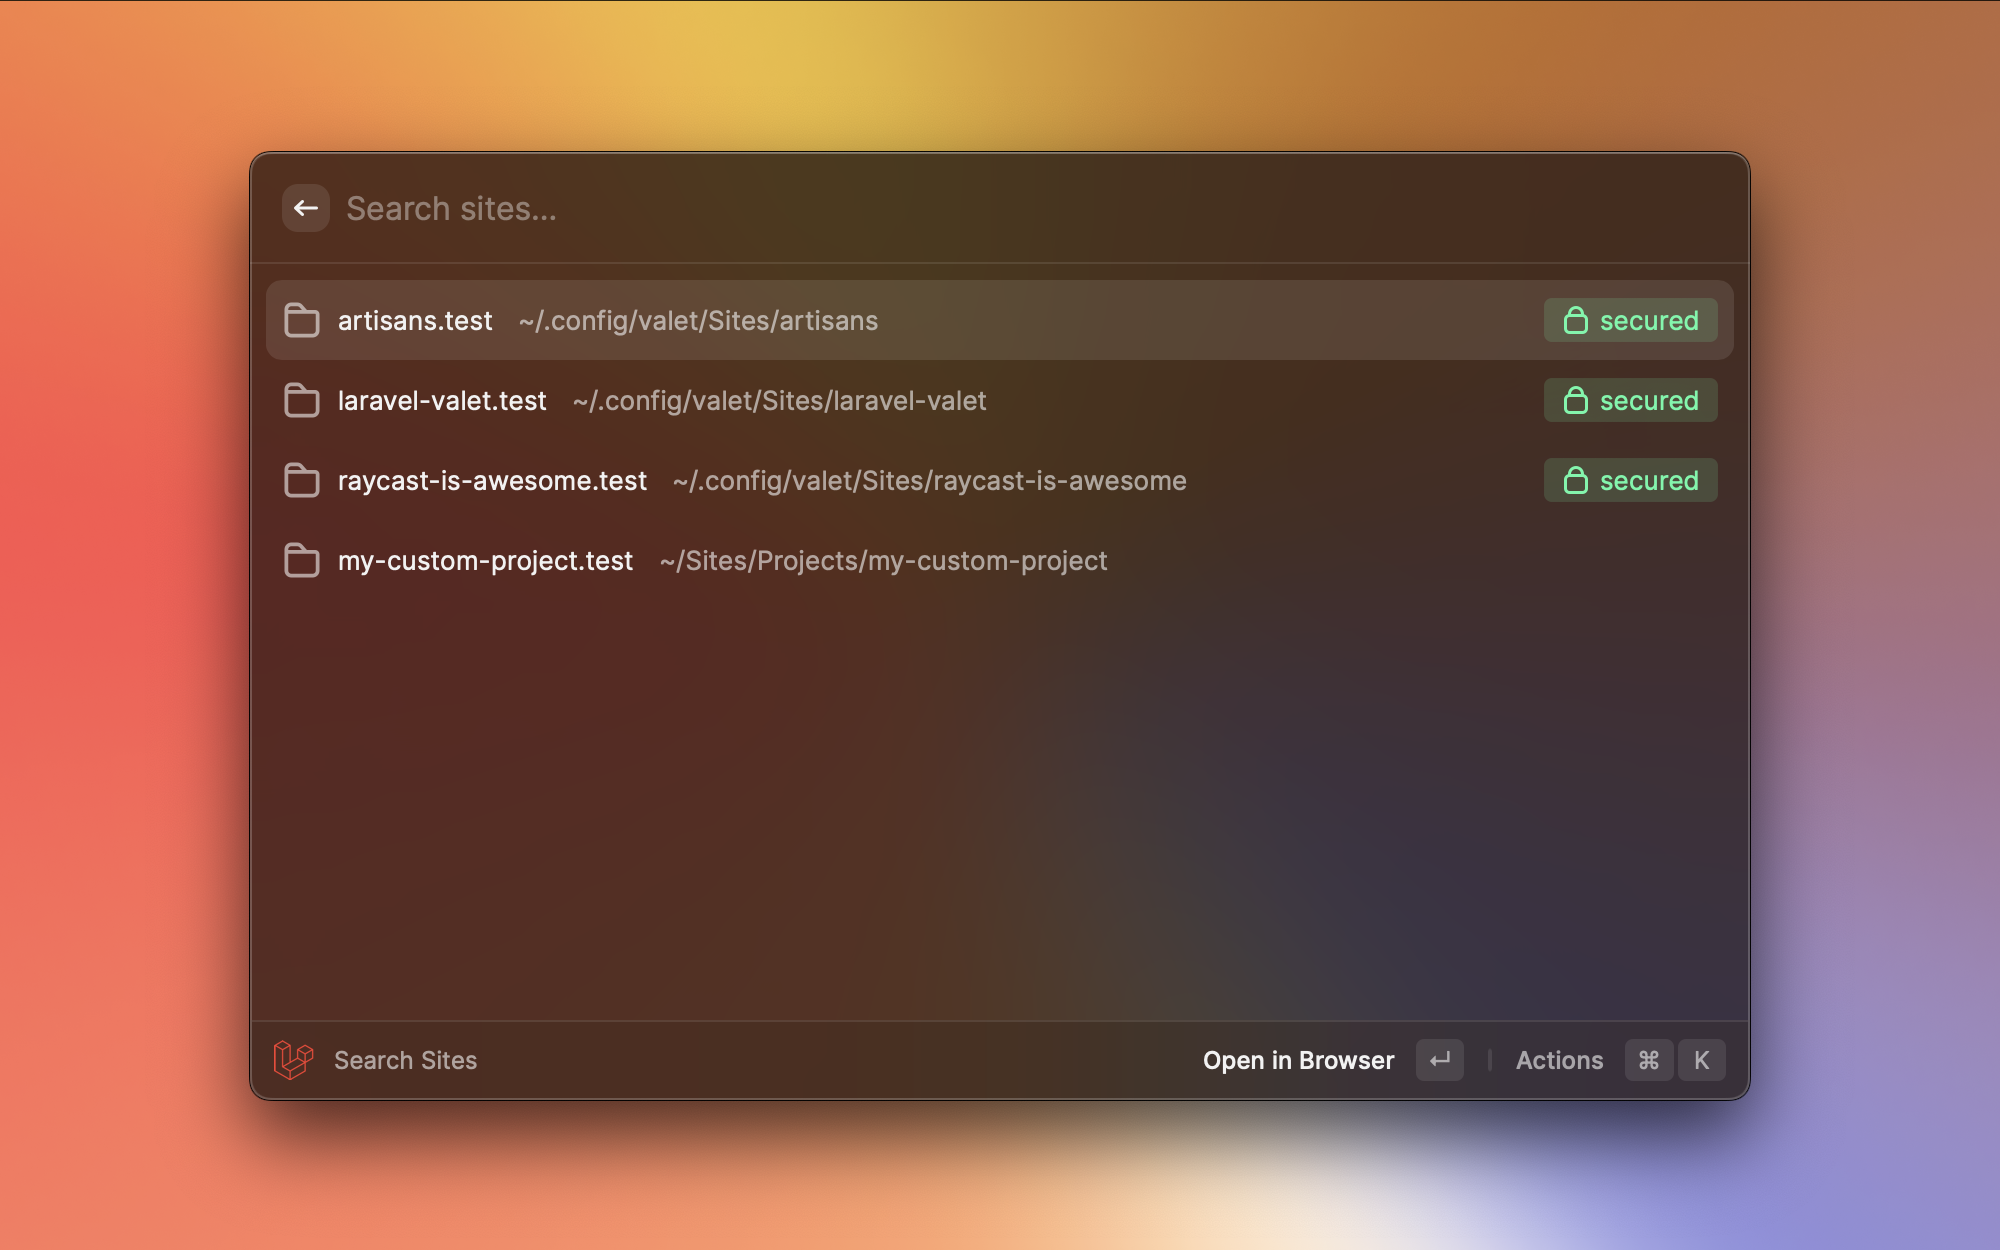 Search sites...
artisans.test ~/.config/valet/Sites/artisans secured
laravel-valet.test ~/.config/valet/Sites/laravel-valet secured
raycast-is-awesome.test ~/.config/valet/Sites/raycast-is-awesome secured
my-custom-project.test ~/Sites/Projects/my-custom-project
Search Sites Open in Browser ↵ | Actions ⌘ K